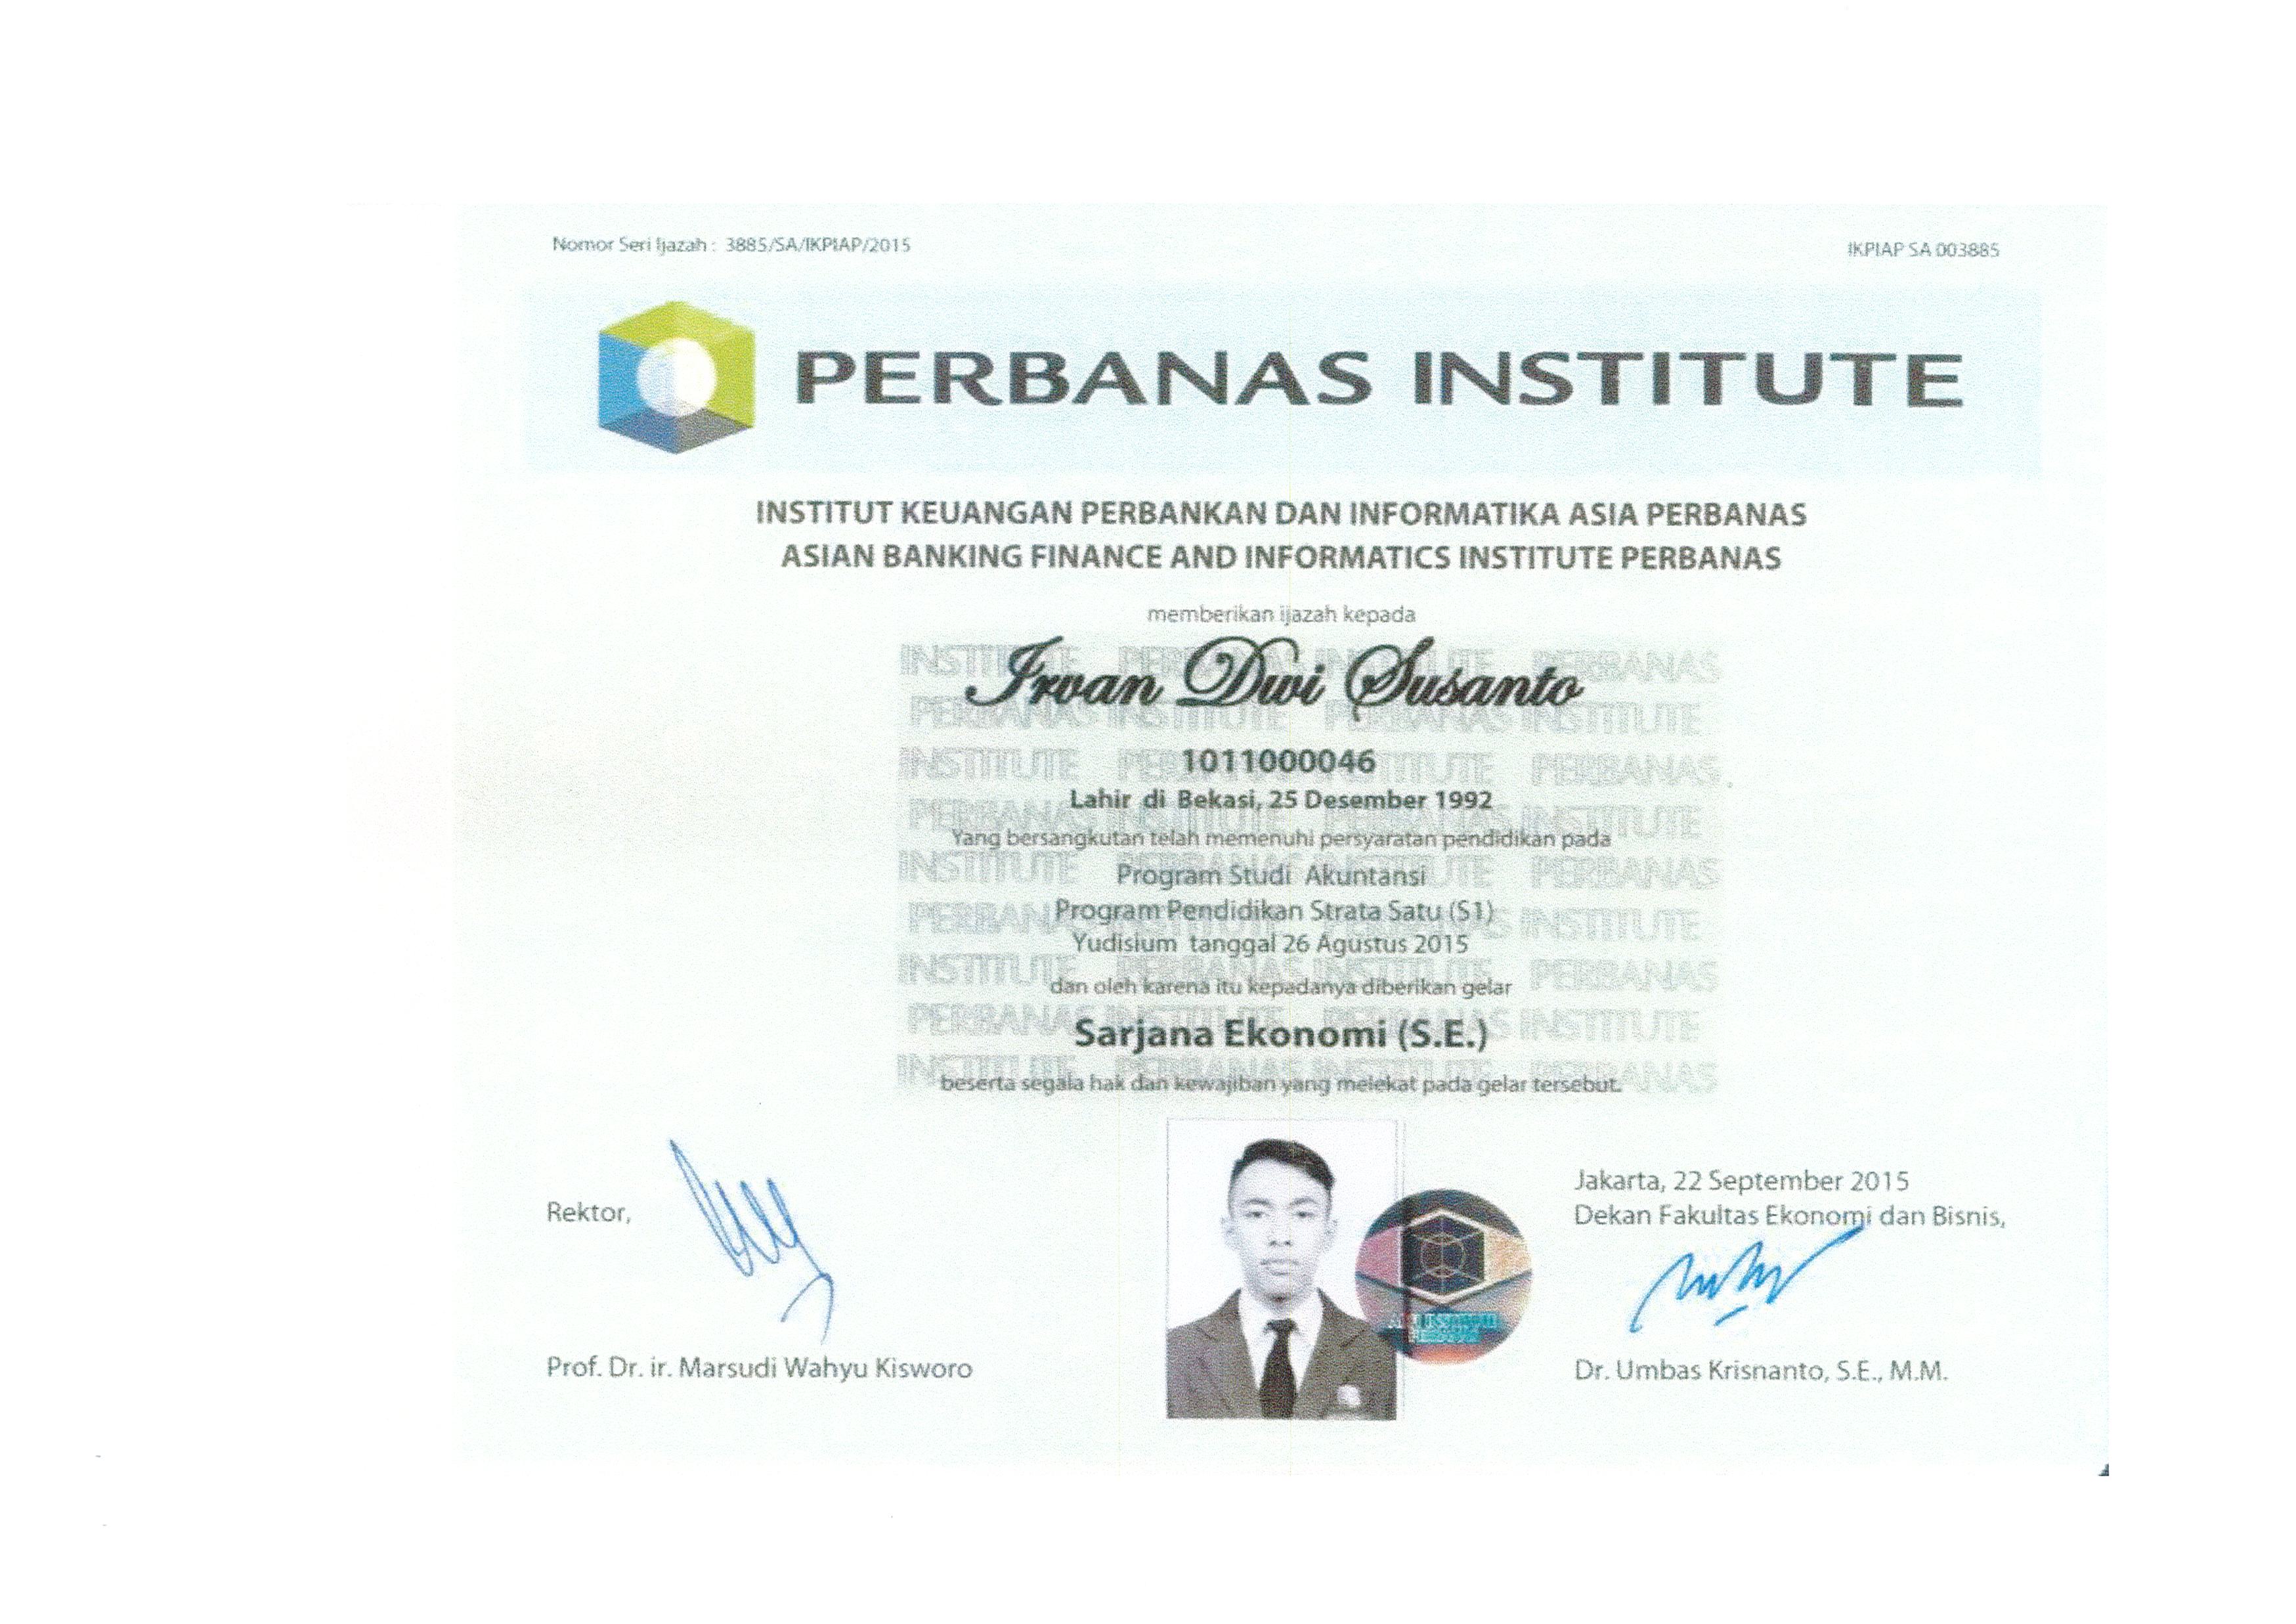 Nomor Seri Ijazah : 3885/SA/IKPIAP/2015
IKPIAP SA 003885
PERBANAS INSTITUTE
INSTITUT KEUANGAN PERBANKAN DAN INFORMATIKA ASIA PERBANAS
ASIAN BANKING FINANCE AND INFORMATICS INSTITUTE PERBANAS
memberikan ijazah kepada
Irvan Dwi Susanto
1011000046
Lahir di Bekasi, 25 Desember 1992
Yang bersangkutan telah memenuhi persyaratan pendidikan pada
Program Studi Akuntansi
Program Pendidikan Strata Satu (S1)
Yudisium tanggal 26 Agustus 2015
dan oleh karena itu kepadanya diberikan gelar
Sarjana Ekonomi (S.E.)
beserta segala hak dan kewajiban yang melekat pada gelar tersebut.
Rektor,
Prof. Dr. ir. Marsudi Wahyu Kisworo
Jakarta, 22 September 2015
Dekan Fakultas Ekonomi dan Bisnis,
Dr. Umbas Krisnanto, S.E., M.M.